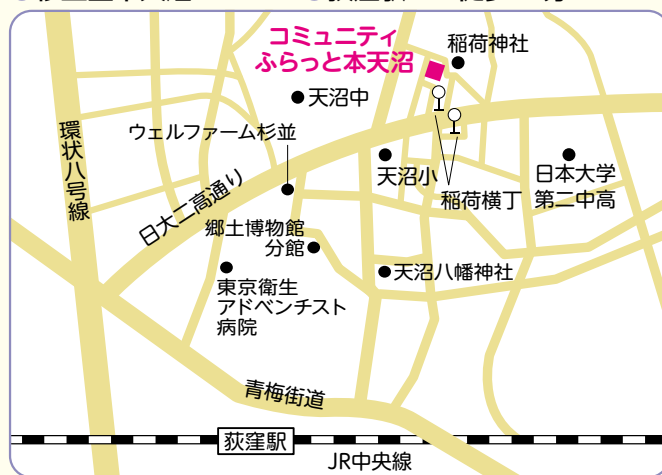 コミュニティ
ふらっと本天沼
稲荷神社
天沼中
環状八号線
ウェルファーム杉並
日大二高通り
天沼小
稲荷横丁
日本大学
第二中高
郷土博物館
分館
東京衛生
アドベンチスト
病院
天沼八幡神社
青梅街道
荻窪駅
JR中央線